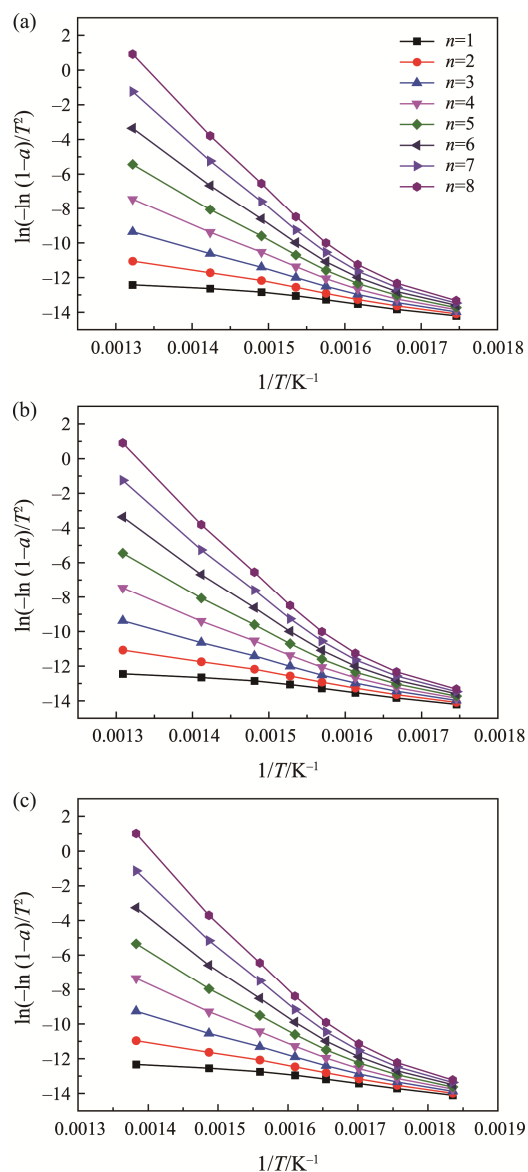 (a)
2
0
−2
−4
−6
−8
−10
−12
−14
ln(−ln (1−a)/T²)
n=1
n=2
n=3
n=4
n=5
n=6
n=7
n=8
0.0013 0.0014 0.0015 0.0016 0.0017 0.0018
1/T/K⁻¹
(b)
2
0
−2
−4
−6
−8
−10
−12
−14
ln(−ln (1−a)/T²)
0.0013 0.0014 0.0015 0.0016 0.0017 0.0018
1/T/K⁻¹
(c)
2
0
−2
−4
−6
−8
−10
−12
−14
ln(−ln (1−a)/T²)
0.0013 0.0014 0.0015 0.0016 0.0017 0.0018 0.0019
1/T/K⁻¹